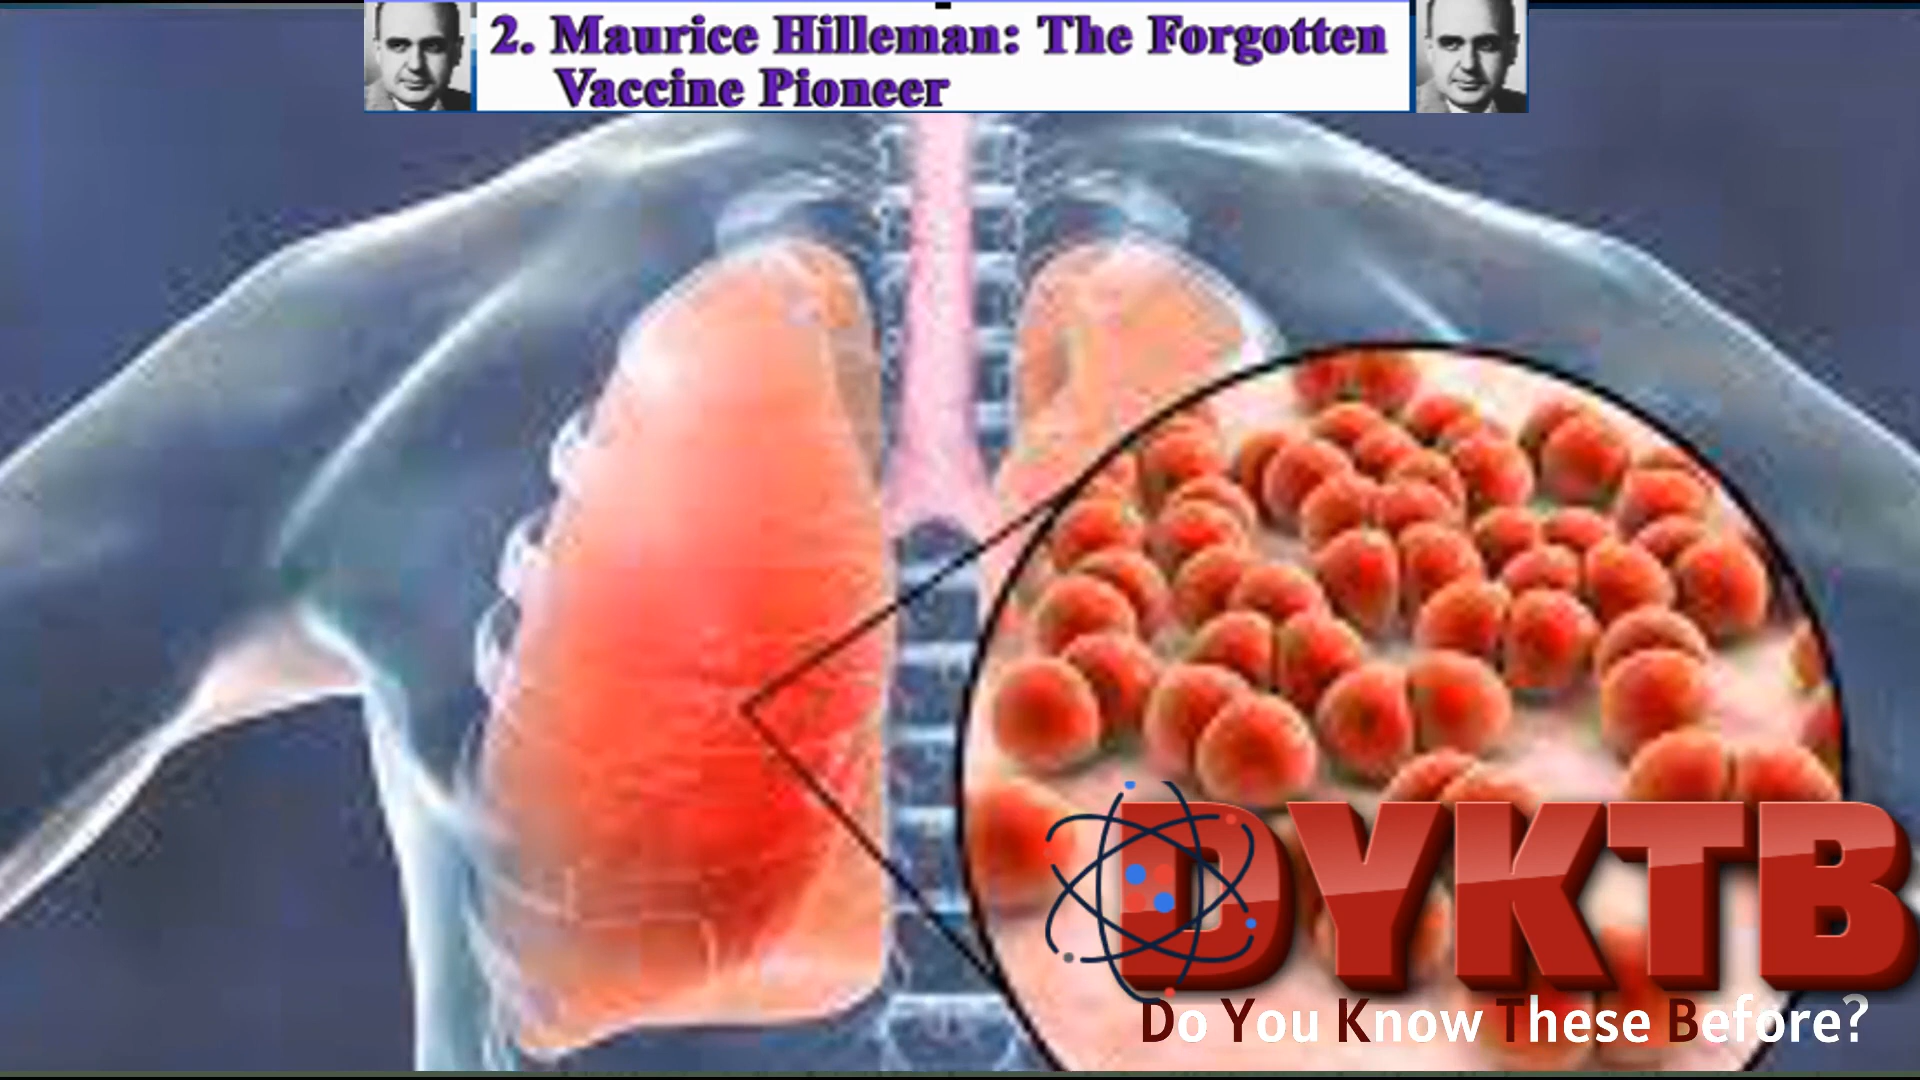 2. Maurice Hilleman: The Forgotten
Vaccine Pioneer
DYKTB
Do You Know These Before?